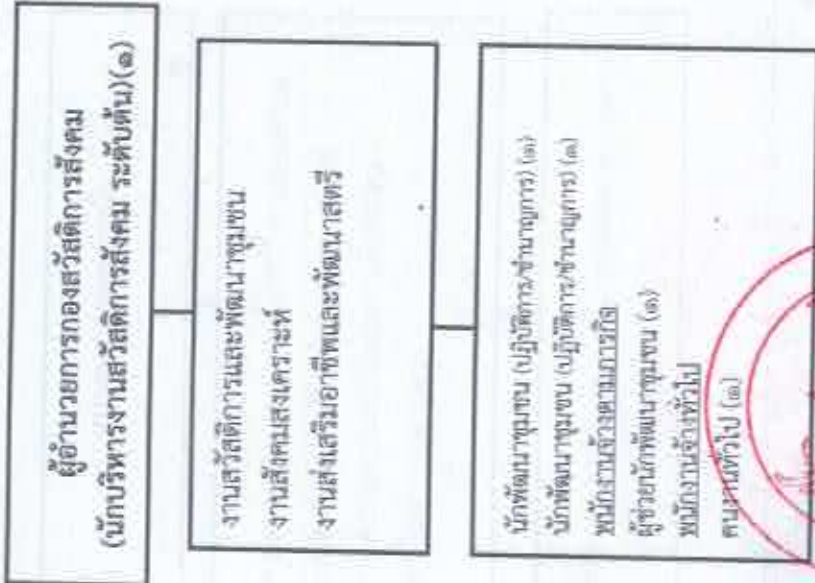 ผู้อำนวยการกองสวัสดิการสังคม
(นักบริหารงานสวัสดิการสังคม ระดับต้น)(๑)
งานสวัสดิการและพัฒนาชุมชน
งานสังคมสงเคราะห์
งานส่งเสริมอาชีพและพัฒนาสตรี
นักพัฒนาชุมชน (ปฏิบัติการ/ชำนาญการ) (๑)
นักพัฒนาชุมชน (ปฏิบัติการ/ชำนาญการ) (๑)
พนักงานจ้างตามภารกิจ
ผู้ช่วยนักพัฒนาชุมชน (๑)
พนักงานจ้างทั่วไป
คนงานทั่วไป (๑)